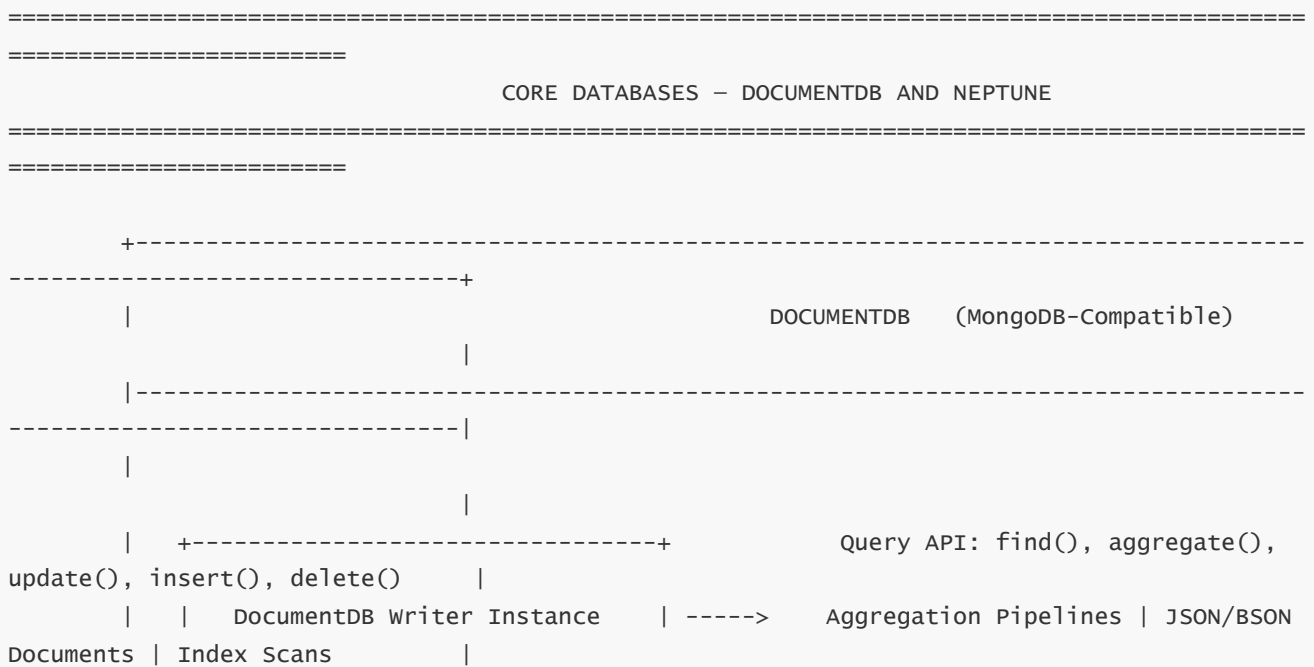 ============================================================================================
========================
CORE DATABASES – DOCUMENTDB AND NEPTUNE
============================================================================================
========================
+-----------------------------------------------------------------------------------
--------------------------------+
| DOCUMENTDB (MongoDB-Compatible)
|
|-----------------------------------------------------------------------------------
--------------------------------|
|
|
| +---------------------------------+ Query API: find(), aggregate(),
update(), insert(), delete() |
| | DocumentDB Writer Instance | -----> Aggregation Pipelines | JSON/BSON
Documents | Index Scans |